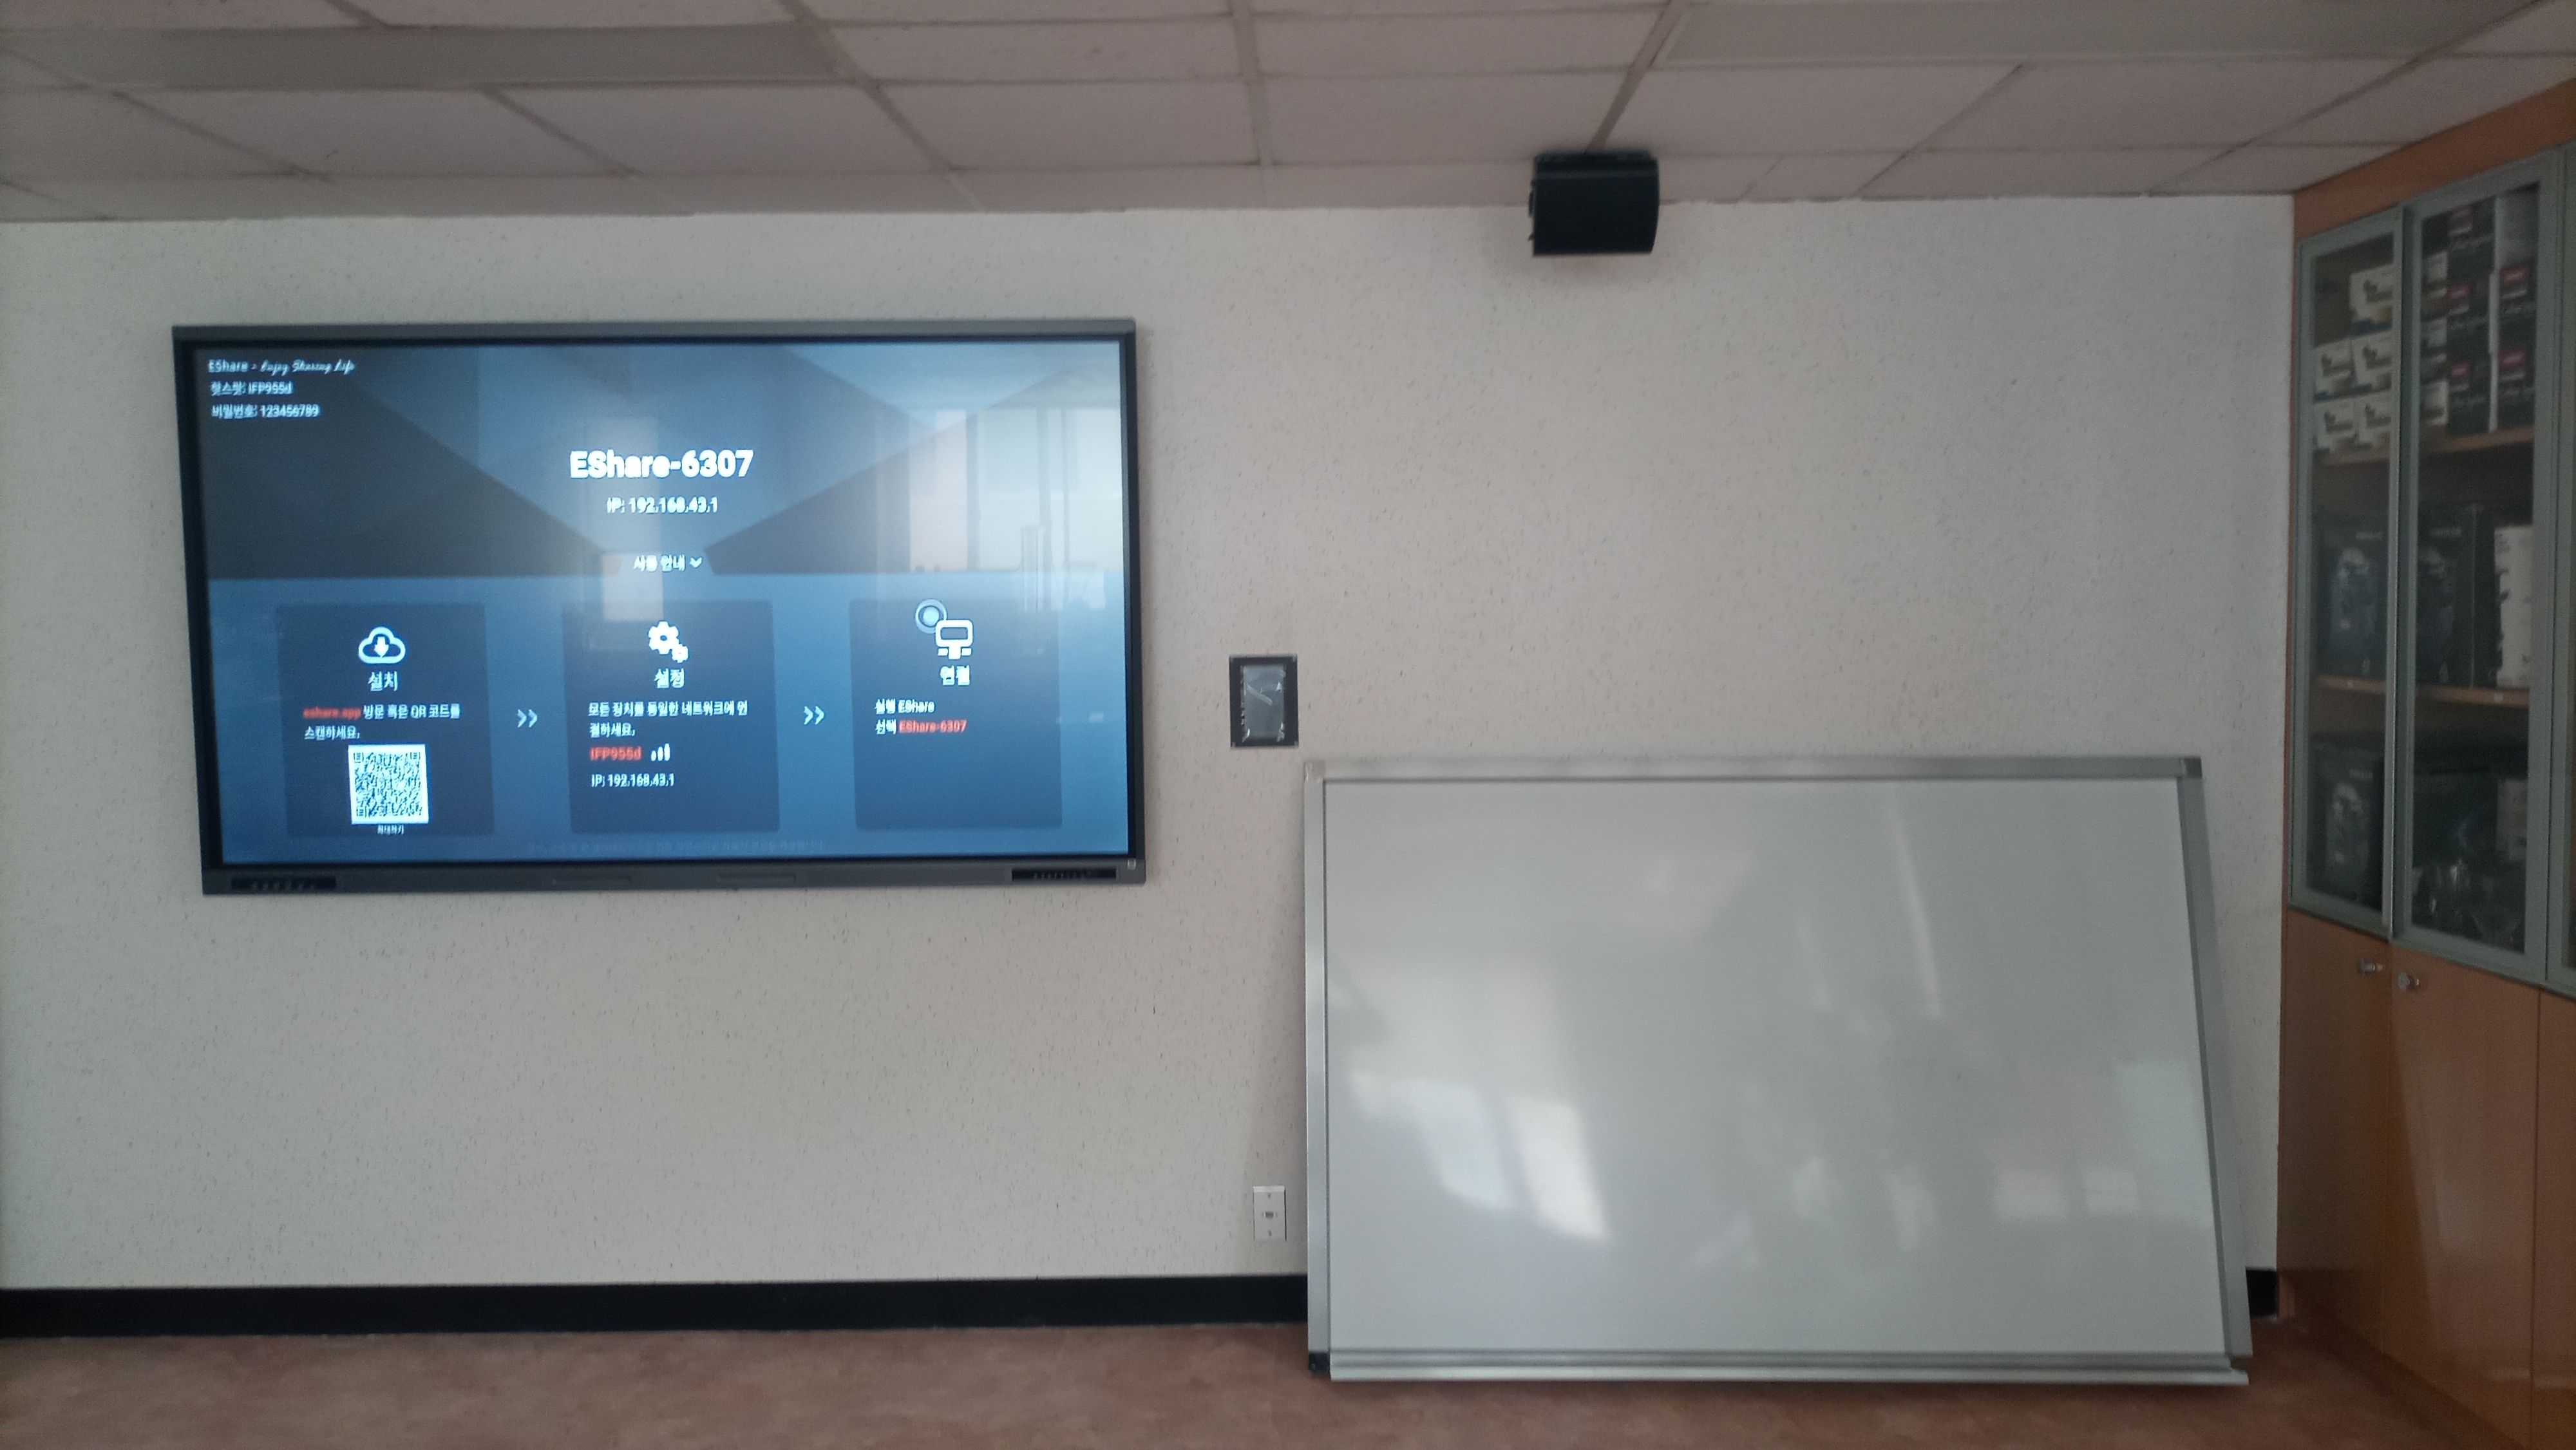 EShare - Enjoy Sharing Life
핫스팟: IFP955d
비밀번호: 123456789
EShare-6307
IP: 192.168.43.1
사용 안내
설치
eshare.app 방문 혹은 QR 코드를
스캔하세요.
최대화기
설정
모든 장치를 동일한 네트워크에 연
결하세요.
IFP955d
IP: 192.168.43.1
연결
실행 EShare
선택 EShare-6307